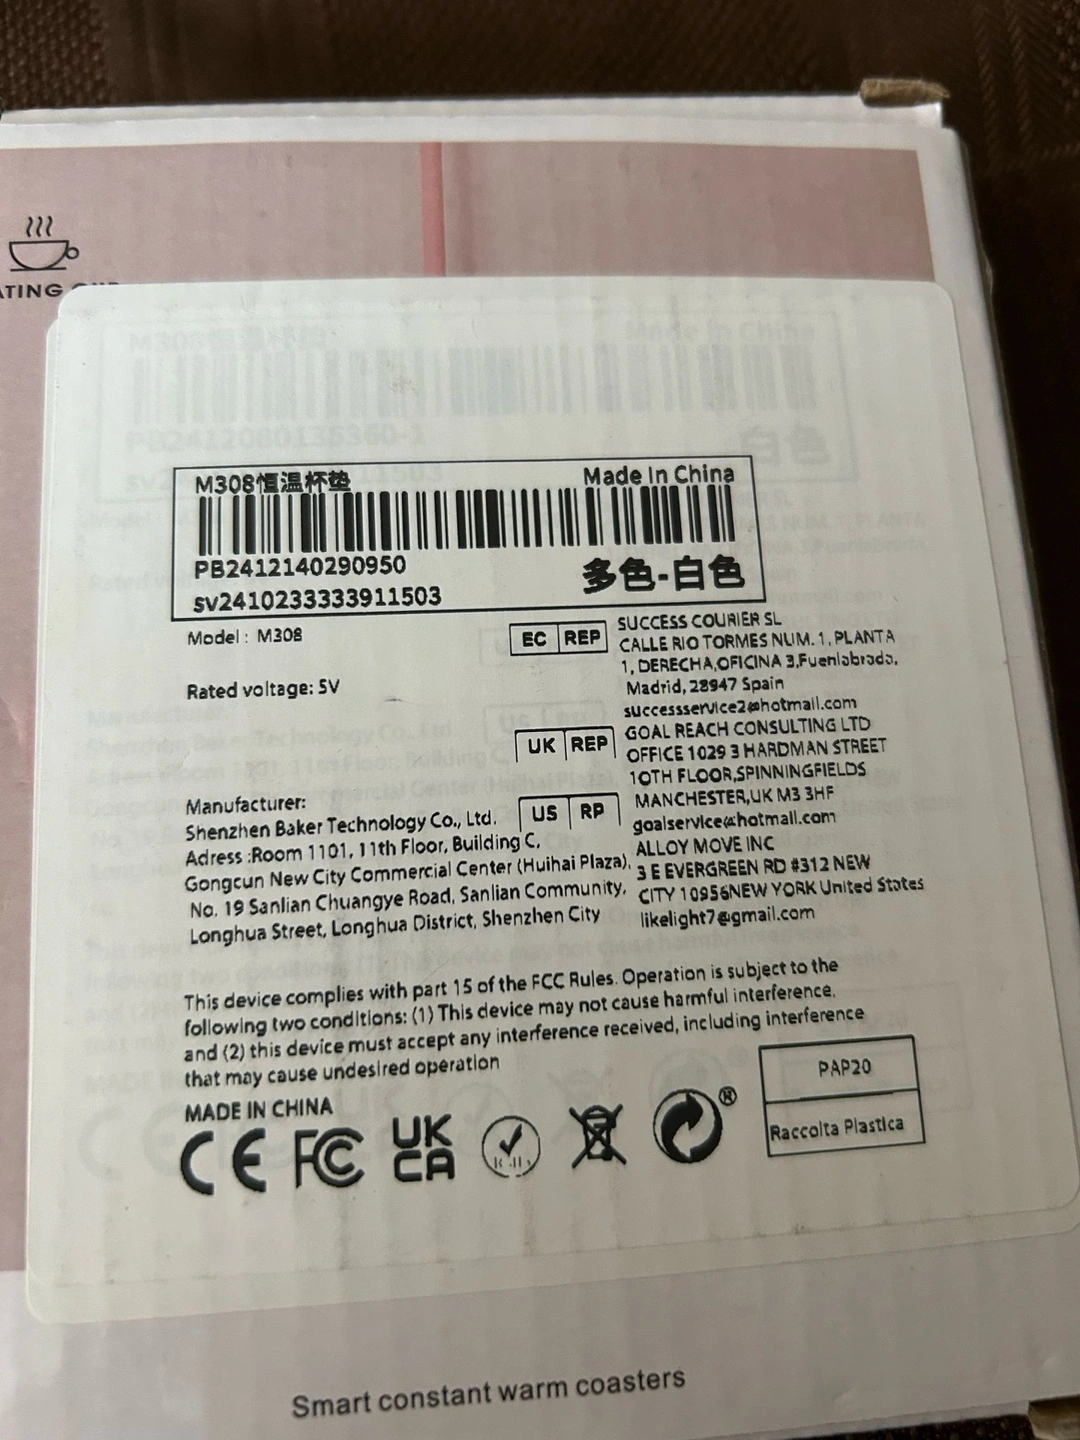 M308恒温杯垫
Made In China
PB2412140290950
sv2410233333911503
多色-白色
Model : M308
Rated voltage: 5V
EC REP
SUCCESS COURIER SL
CALLE RIO TORMES NUM. 1, PLANTA
1, DERECHA,OFICINA 3,Fuenlabrada,
Madrid, 28947 Spain
successservice2@hotmail.com
UK REP
GOAL REACH CONSULTING LTD
OFFICE 1029 3 HARDMAN STREET
10TH FLOOR,SPINNINGFIELDS
MANCHESTER,UK M3 3HF
goalservice@hotmail.com
US RP
ALLOY MOVE INC
3 E EVERGREEN RD #312 NEW
CITY 10956NEW YORK United States
likelight7@gmail.com
Manufacturer:
Shenzhen Baker Technology Co., Ltd.
Adress :Room 1101, 11th Floor, Building C,
Gongcun New City Commercial Center (Huihai Plaza),
No. 19 Sanlian Chuangye Road, Sanlian Community,
Longhua Street, Longhua District, Shenzhen City
This device complies with part 15 of the FCC Rules. Operation is subject to the
following two conditions: (1) This device may not cause harmful interference.
and (2) this device must accept any interference received, including interference
that may cause undesired operation
MADE IN CHINA
CE FC UK CA
PAP20
Raccolta Plastica
Smart constant warm coasters